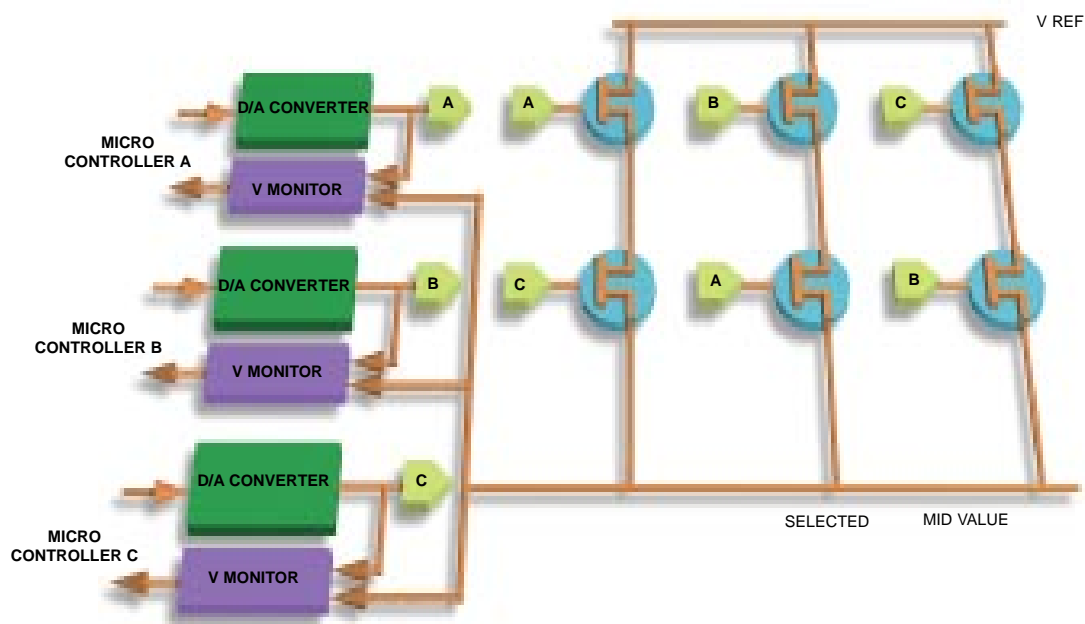 V REF
D/A CONVERTER
A
A
B
C
MICRO
CONTROLLER A
V MONITOR
D/A CONVERTER
B
C
A
B
MICRO
CONTROLLER B
V MONITOR
D/A CONVERTER
C
SELECTED MID VALUE
MICRO
CONTROLLER C
V MONITOR